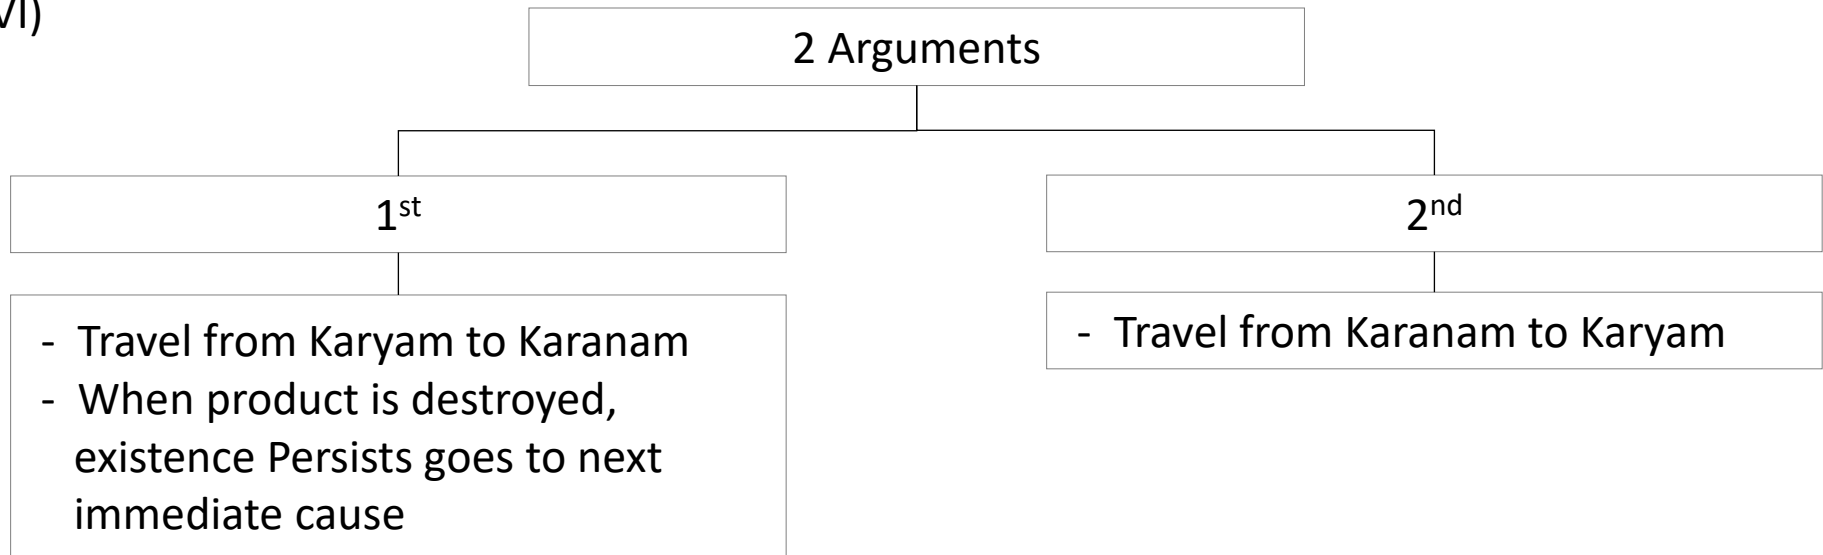 VI)
2 Arguments
1st
2nd
- Travel from Karyam to Karanam
- When product is destroyed,
existence Persists goes to next
immediate cause
- Travel from Karanam to Karyam